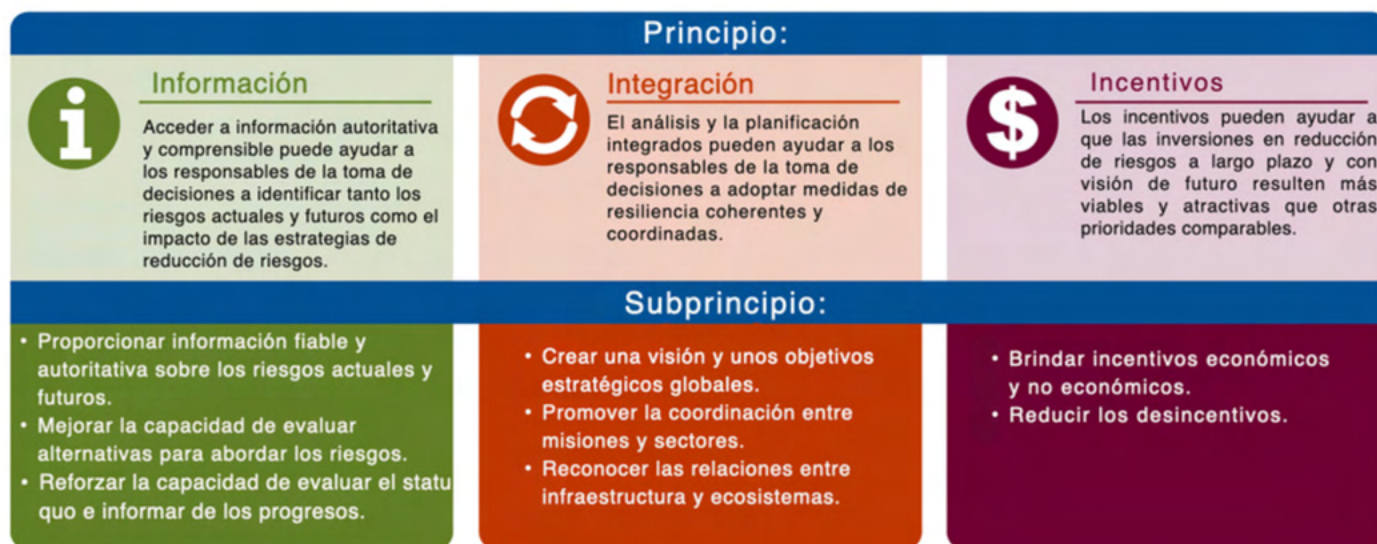 Principio:
Información
Acceder a información autoritativa
y comprensible puede ayudar a
los responsables de la toma de
decisiones a identificar tanto los
riesgos actuales y futuros como el
impacto de las estrategias de
reducción de riesgos.
Integración
El análisis y la planificación
integrados pueden ayudar a los
responsables de la toma de
decisiones a adoptar medidas de
resiliencia coherentes y
coordinadas.
$
Incentivos
Los incentivos pueden ayudar a
que las inversiones en reducción
de riesgos a largo plazo y con
visión de futuro resulten más
viables y atractivas que otras
prioridades comparables.
Subprincipio:
• Proporcionar información fiable y
autoritativa sobre los riesgos actuales y
futuros.
• Mejorar la capacidad de evaluar
alternativas para abordar los riesgos.
• Reforzar la capacidad de evaluar el statu
quo e informar de los progresos.
• Crear una visión y unos objetivos
estratégicos globales.
• Promover la coordinación entre
misiones y sectores.
• Reconocer las relaciones entre
infraestructura y ecosistemas.
• Brindar incentivos económicos
y no económicos.
• Reducir los desincentivos.